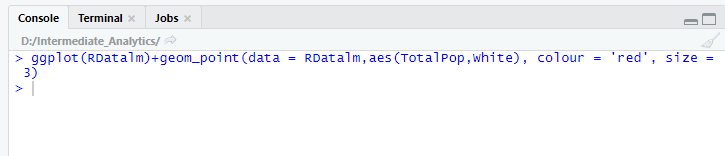 Console Terminal × Jobs ×
D:/Intermediate_Analytics/
> ggplot(RDatalm)+geom_point(data = RDatalm,aes(TotalPop,White), colour = 'red', size =
3)
>